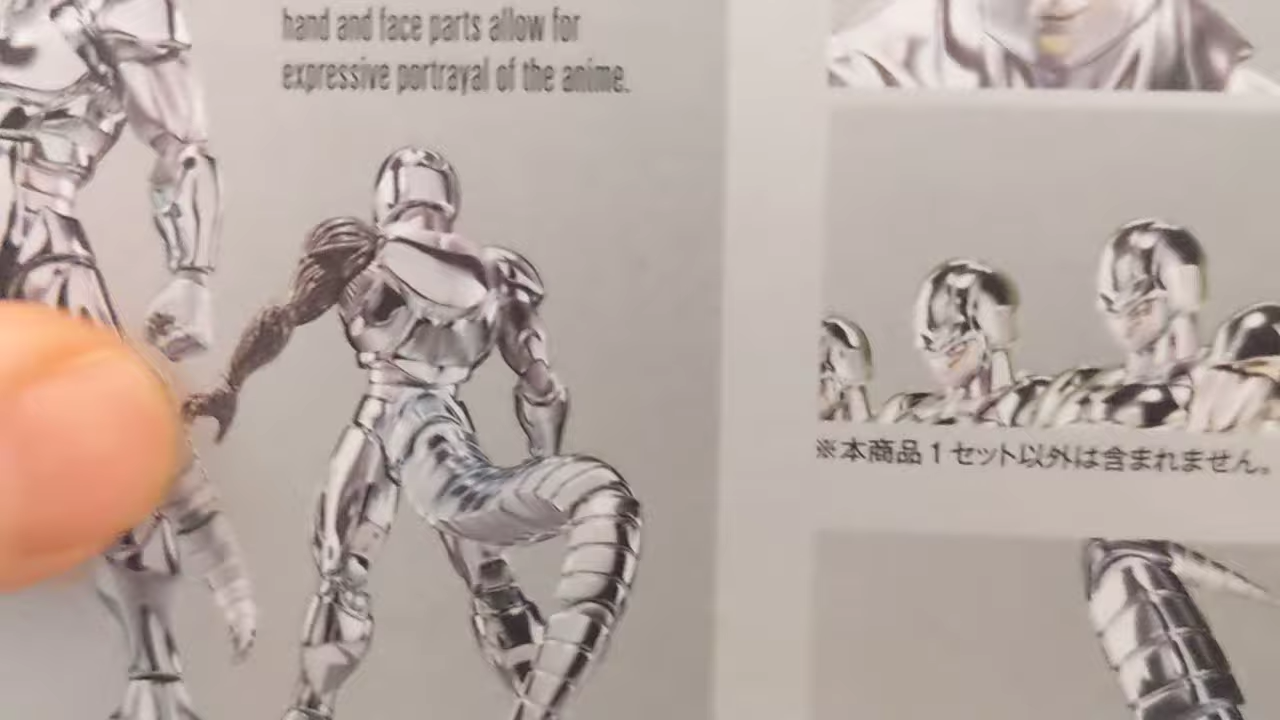 hand and face parts allow for
expressive portrayal of the anime.
※本商品1セット以外は含まれません。